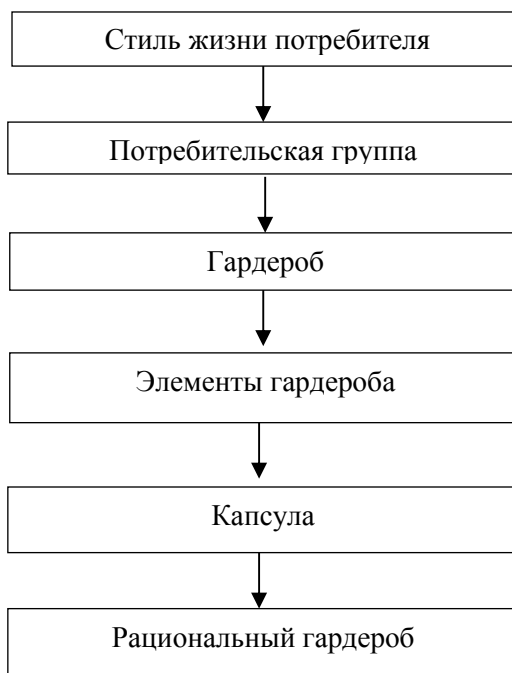 Стиль жизни потребителя
Потребительская группа
Гардероб
Элементы гардероба
Капсула
Рациональный гардероб